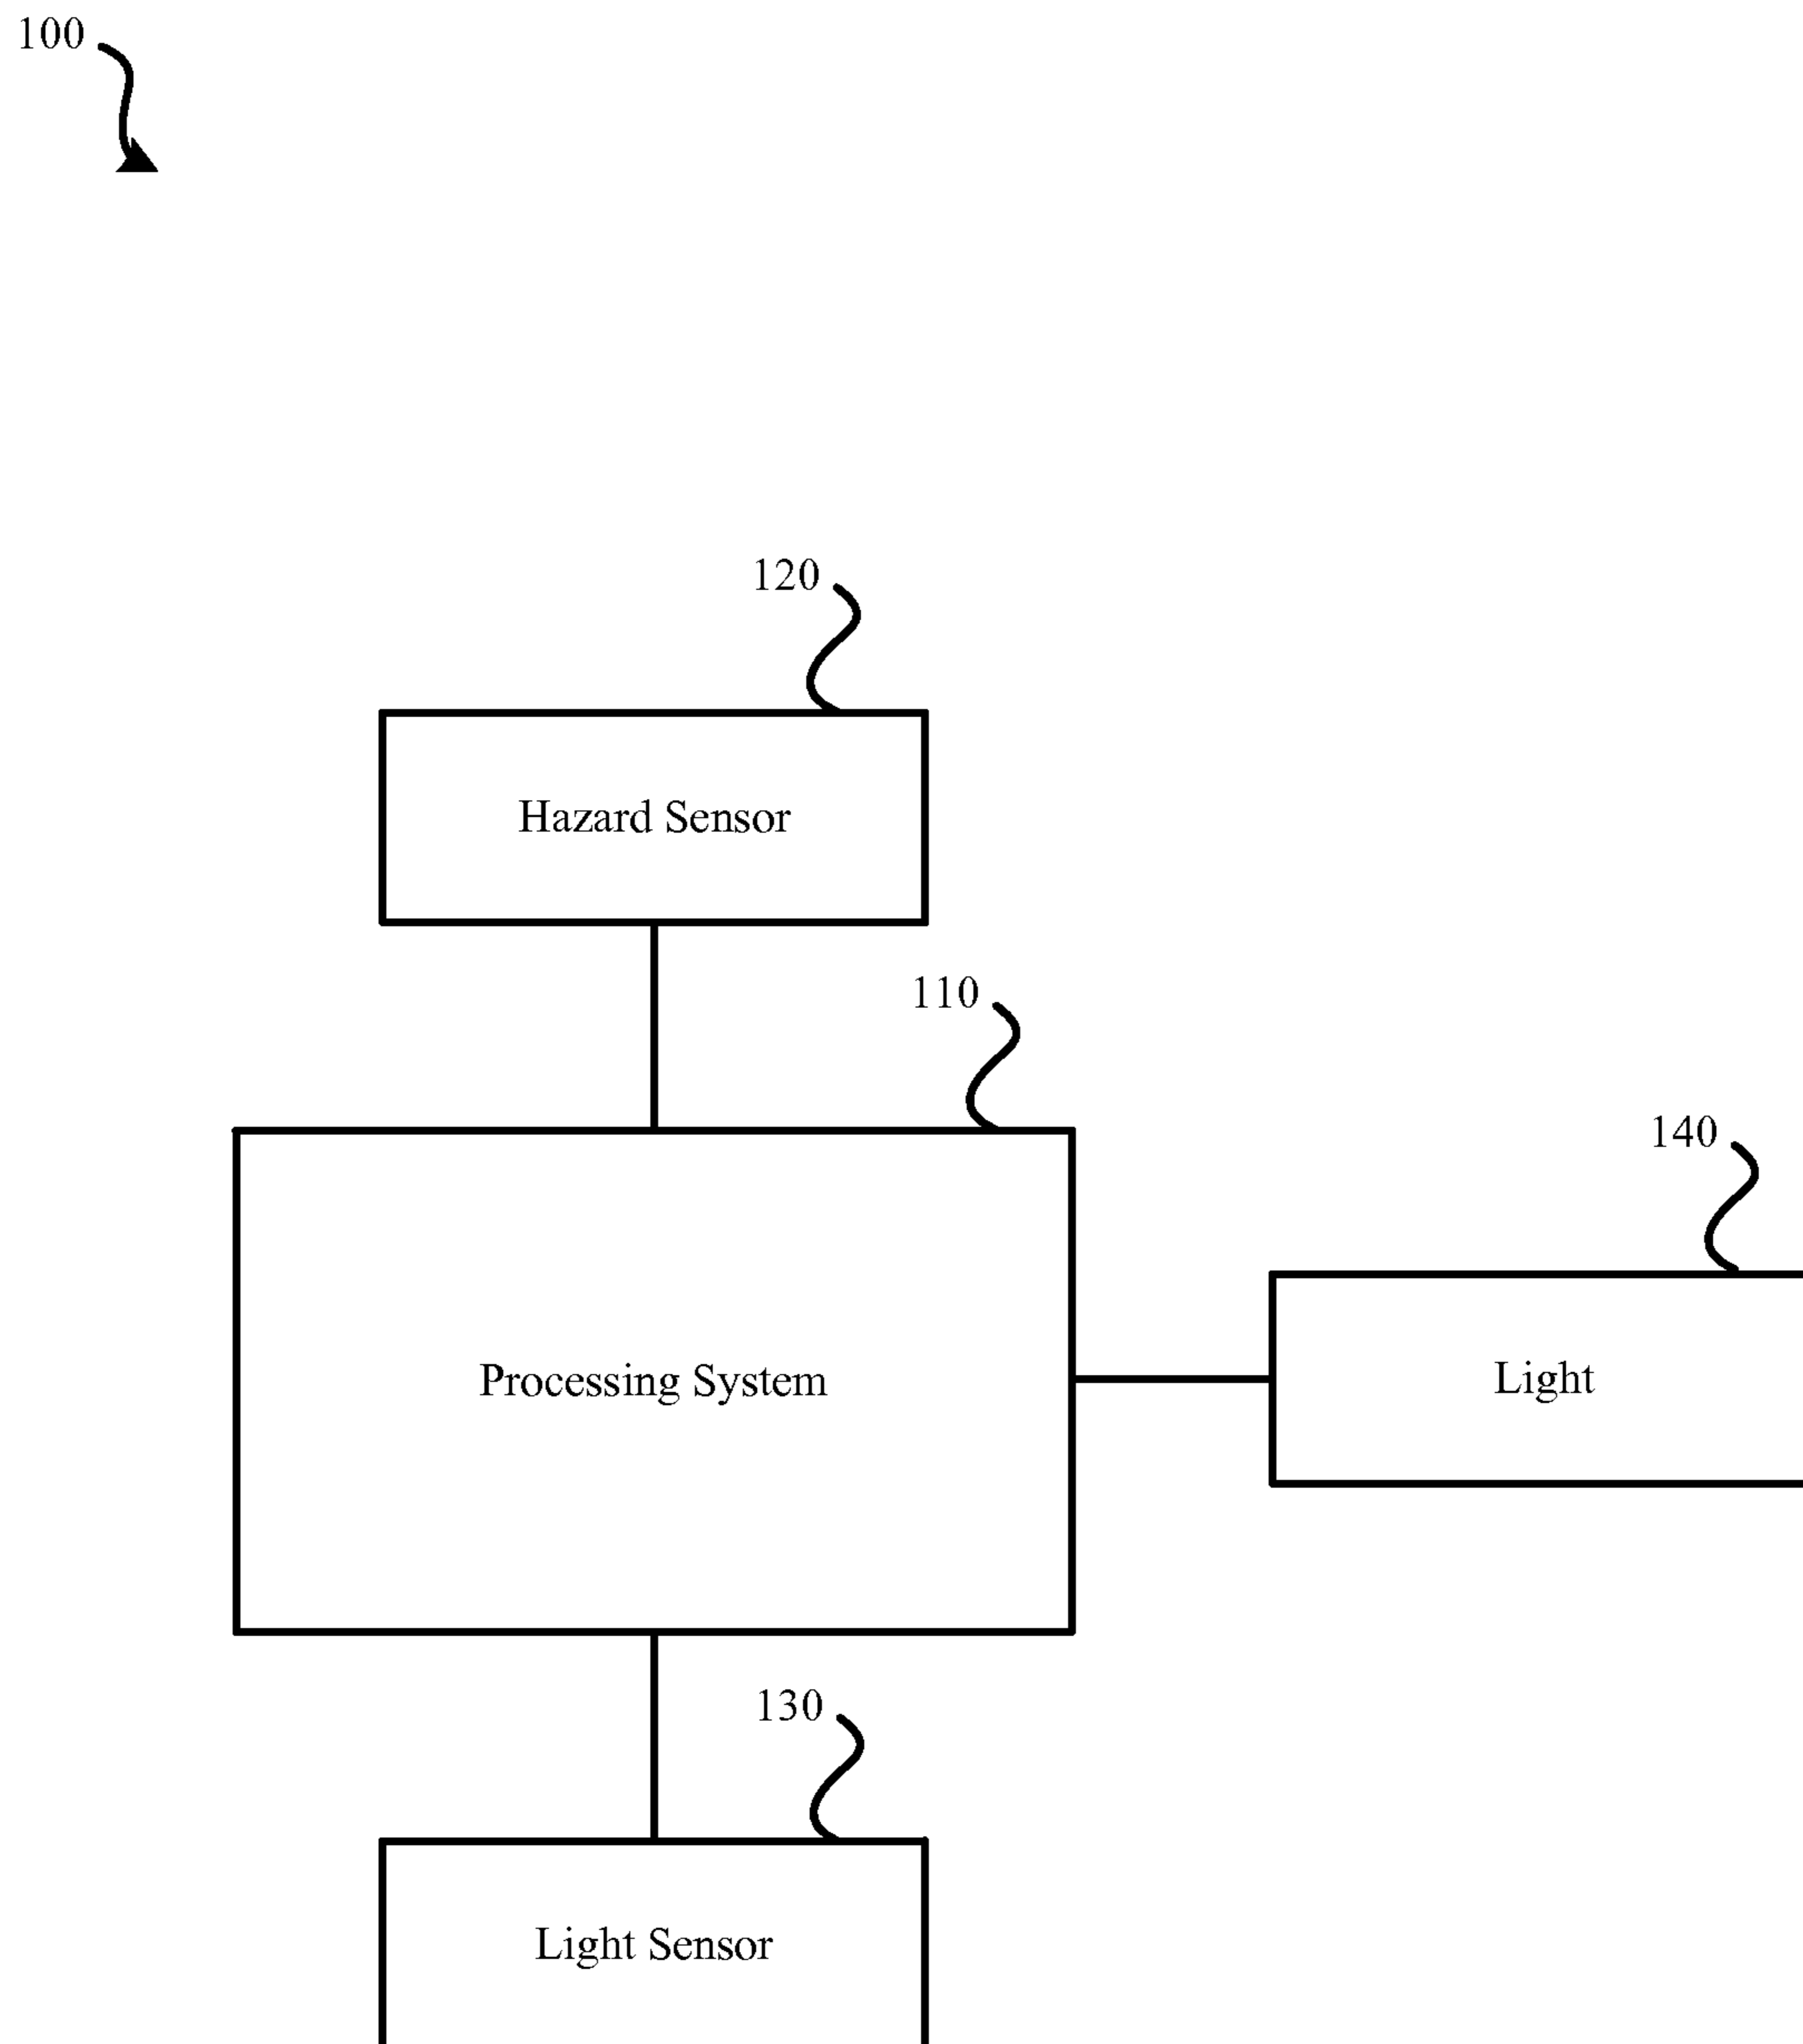 100
120
Hazard Sensor
110
140
Processing System
Light
130
Light Sensor